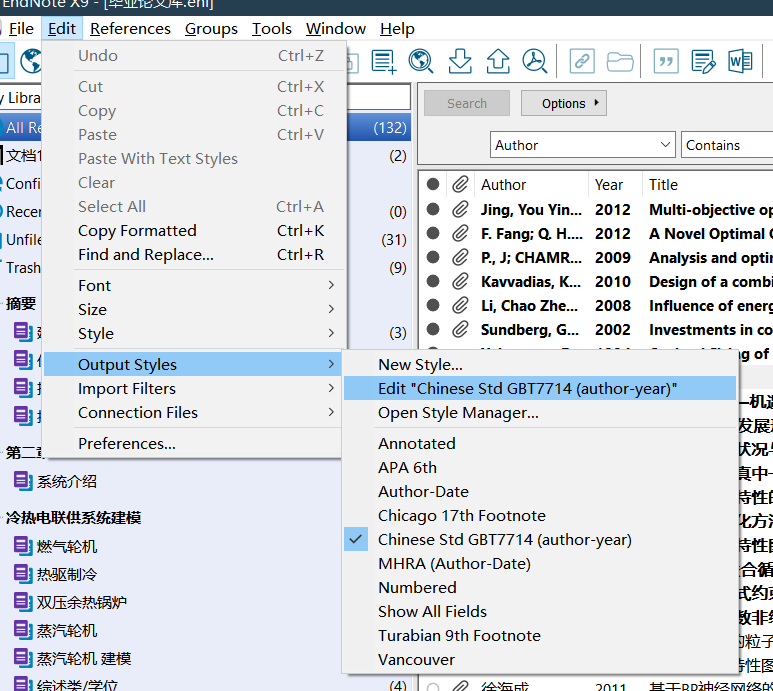 EndNote X9 - [毕业论文库.enl]
File Edit References Groups Tools Window Help
Undo Ctrl+Z
Cut Ctrl+X
Copy Ctrl+C
Paste Ctrl+V
Paste With Text Styles
Clear
Select All Ctrl+A
Copy Formatted Ctrl+K
Find and Replace... Ctrl+R
Font
Size
Style
Output Styles
Import Filters
Connection Files
Preferences...
New Style...
Edit "Chinese Std GBT7714 (author-year)"
Open Style Manager...
Annotated
APA 6th
Author-Date
Chicago 17th Footnote
Chinese Std GBT7714 (author-year)
MHRA (Author-Date)
Numbered
Show All Fields
Turabian 9th Footnote
Vancouver
y Libra
All Re (132)
文档1 (2)
Confi
Recer (0)
Unfile (31)
Trash (9)
摘要
(3)
第二章
系统介绍
冷热电联供系统建模
燃气轮机
热驱制冷
双压余热锅炉
蒸汽轮机
蒸汽轮机 建模
综述类/学位 (4)
Search Options
Author Contains
Author Year Title
Jing, You Yin... 2012 Multi-objective op
F. Fang; Q. H.... 2012 A Novel Optimal C
P., J; CHAMR... 2009 Analysis and optin
Kavvadias, K... 2010 Design of a combi
Li, Chao Zhe... 2008 Influence of energ
Sundberg, G... 2002 Investments in co
of
发展
状况与
真中一
特性的
化方法
特性图
合循
式约束
数非线
的粒子
特性图
徐海成 2011 基于BP神经网络的